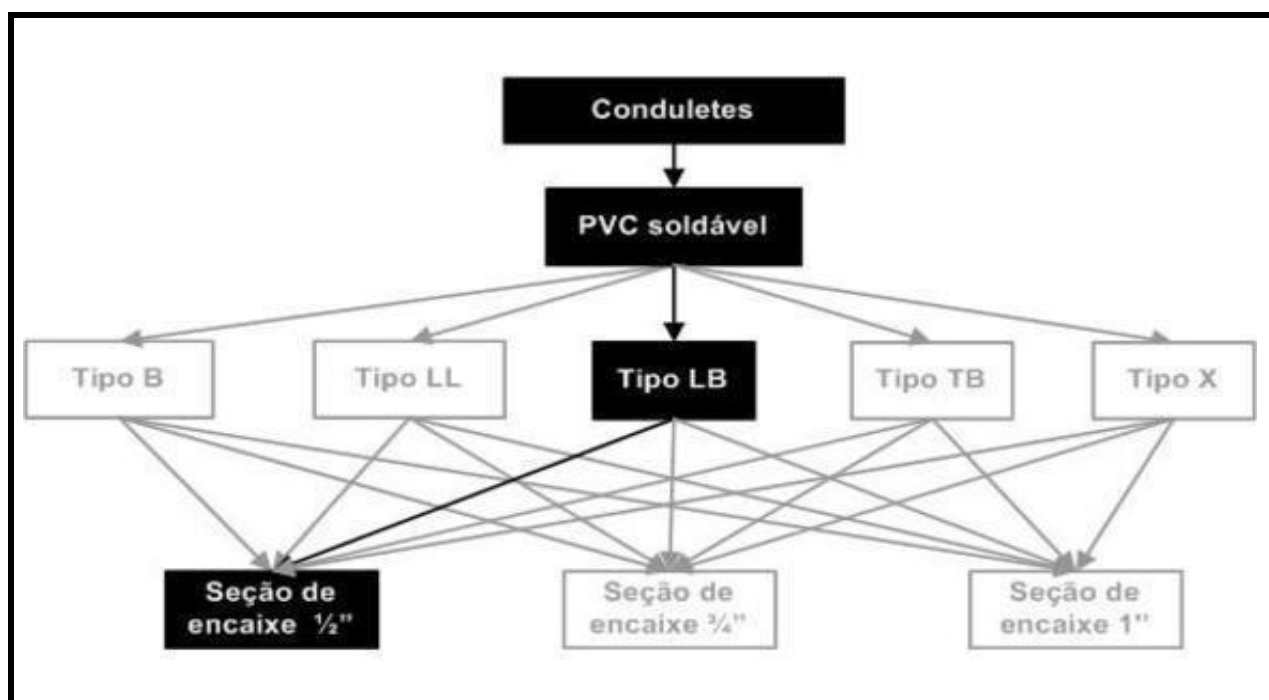 Conduletes
PVC soldável
Tipo B
Tipo LL
Tipo LB
Tipo TB
Tipo X
Seção de
encaixe ½”
Seção de
encaixe ¾”
Seção de
encaixe 1”